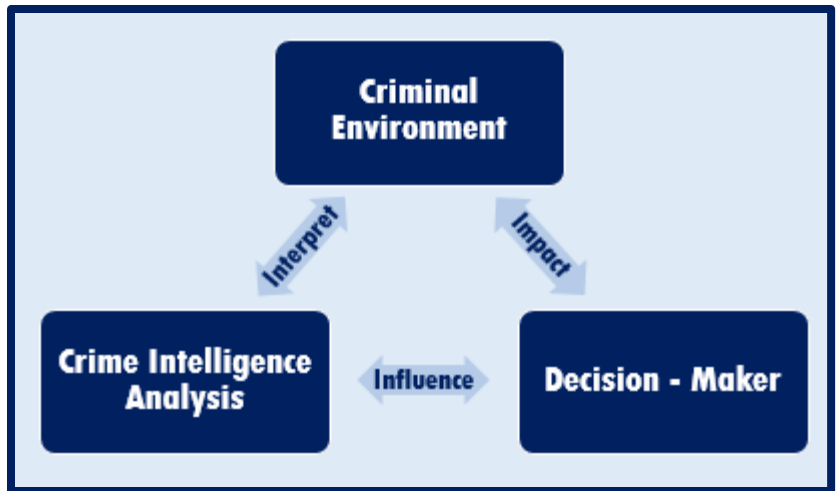 Criminal
Environment
Interpret
Impact
Crime Intelligence
Analysis
Influence
Decision - Maker